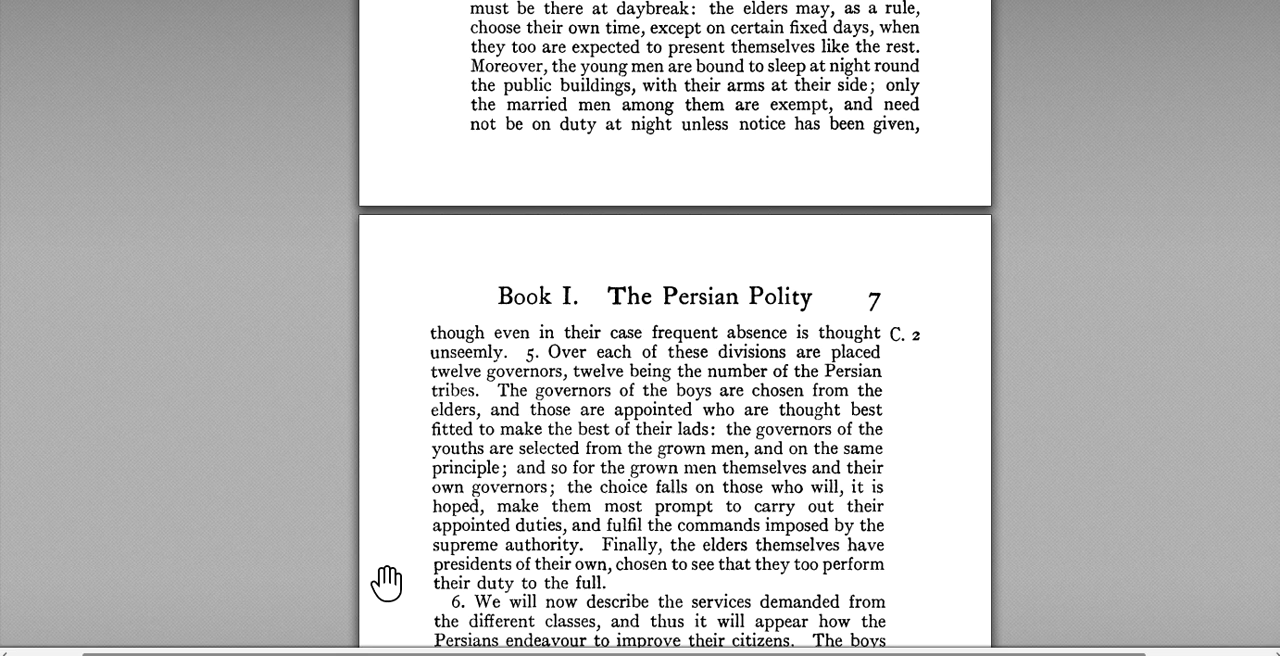 must be there at daybreak: the elders may, as a rule,
choose their own time, except on certain fixed days, when
they too are expected to present themselves like the rest.
Moreover, the young men are bound to sleep at night round
the public buildings, with their arms at their side; only
the married men among them are exempt, and need
not be on duty at night unless notice has been given,
Book I. The Persian Polity 7
though even in their case frequent absence is thought C. 2
unseemly. 5. Over each of these divisions are placed
twelve governors, twelve being the number of the Persian
tribes. The governors of the boys are chosen from the
elders, and those are appointed who are thought best
fitted to make the best of their lads: the governors of the
youths are selected from the grown men, and on the same
principle; and so for the grown men themselves and their
own governors; the choice falls on those who will, it is
hoped, make them most prompt to carry out their
appointed duties, and fulfil the commands imposed by the
supreme authority. Finally, the elders themselves have
presidents of their own, chosen to see that they too perform
their duty to the full.
6. We will now describe the services demanded from
the different classes, and thus it will appear how the
Persians endeavour to improve their citizens. The boys